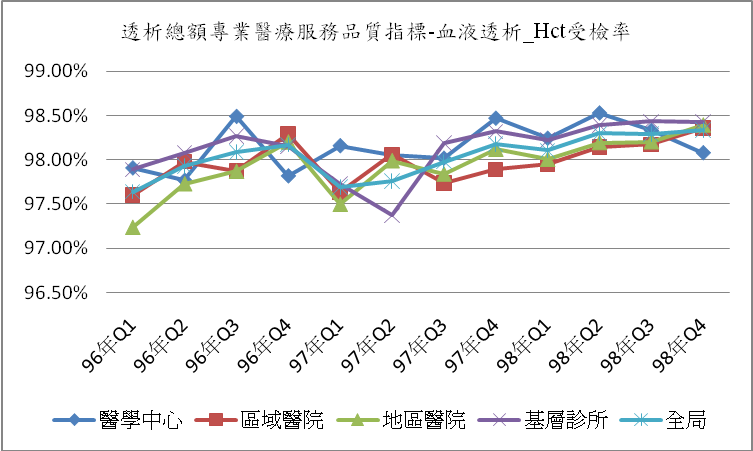 透析總額專業醫療服務品質指標-血液透析_Hct受檢率
99.00%
98.50%
98.00%
97.50%
97.00%
96.50%
96年Q1
96年Q2
96年Q3
96年Q4
97年Q1
97年Q2
97年Q3
97年Q4
98年Q1
98年Q2
98年Q3
98年Q4
醫學中心 區域醫院 地區醫院 基層診所 全局